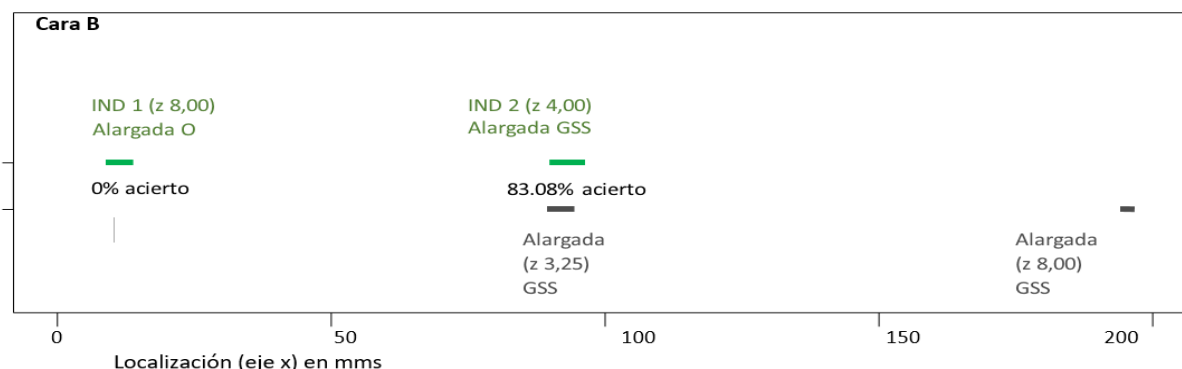 Cara B
IND 1 (z 8,00)
Alargada O
IND 2 (z 4,00)
Alargada GSS
0% acierto
83.08% acierto
Alargada
(z 3,25)
GSS
Alargada
(z 8,00)
GSS
0
50
100
150
200
Localización (eje x) en mms